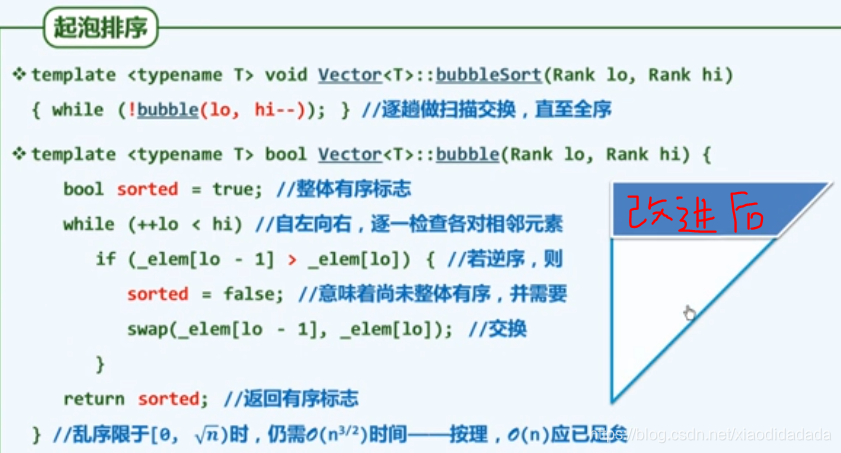 起泡排序
❖ template <typename T> void Vector<T>::bubbleSort(Rank lo, Rank hi)
{ while (!bubble(lo, hi--)); } //逐趟做扫描交换，直至全序
❖ template <typename T> bool Vector<T>::bubble(Rank lo, Rank hi) {
bool sorted = true; //整体有序标志
while (++lo < hi) //自左向右，逐一检查各对相邻元素
if (_elem[lo - 1] > _elem[lo]) { //若逆序，则
sorted = false; //意味着尚未整体有序，并需要
swap(_elem[lo - 1], _elem[lo]); //交换
}
return sorted; //返回有序标志
} //乱序限于[0, √n)时，仍需O(n^3/2)时间——按理，O(n)应已足矣
改进后
https://blog.csdn.net/xiaodidadada